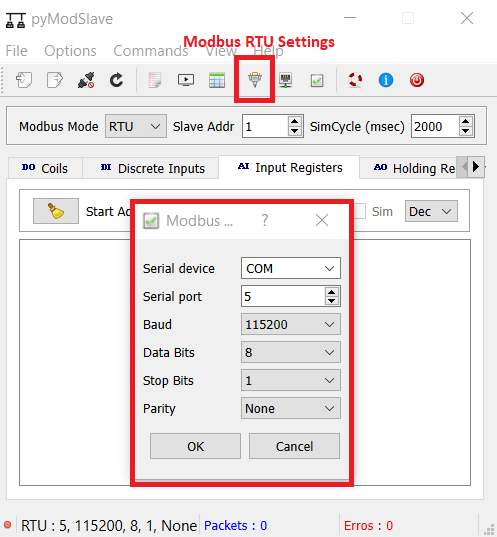 pyModSlave
Modbus RTU Settings
File Options Commands View Help
Modbus Mode RTU Slave Addr 1 SimCycle (msec) 2000
DO Coils DI Discrete Inputs AI Input Registers AO Holding Re
Start Ad Sim Dec
Modbus ... ?
Serial device COM
Serial port 5
Baud 115200
Data Bits 8
Stop Bits 1
Parity None
OK Cancel
RTU : 5, 115200, 8, 1, None Packets : 0 Erros : 0